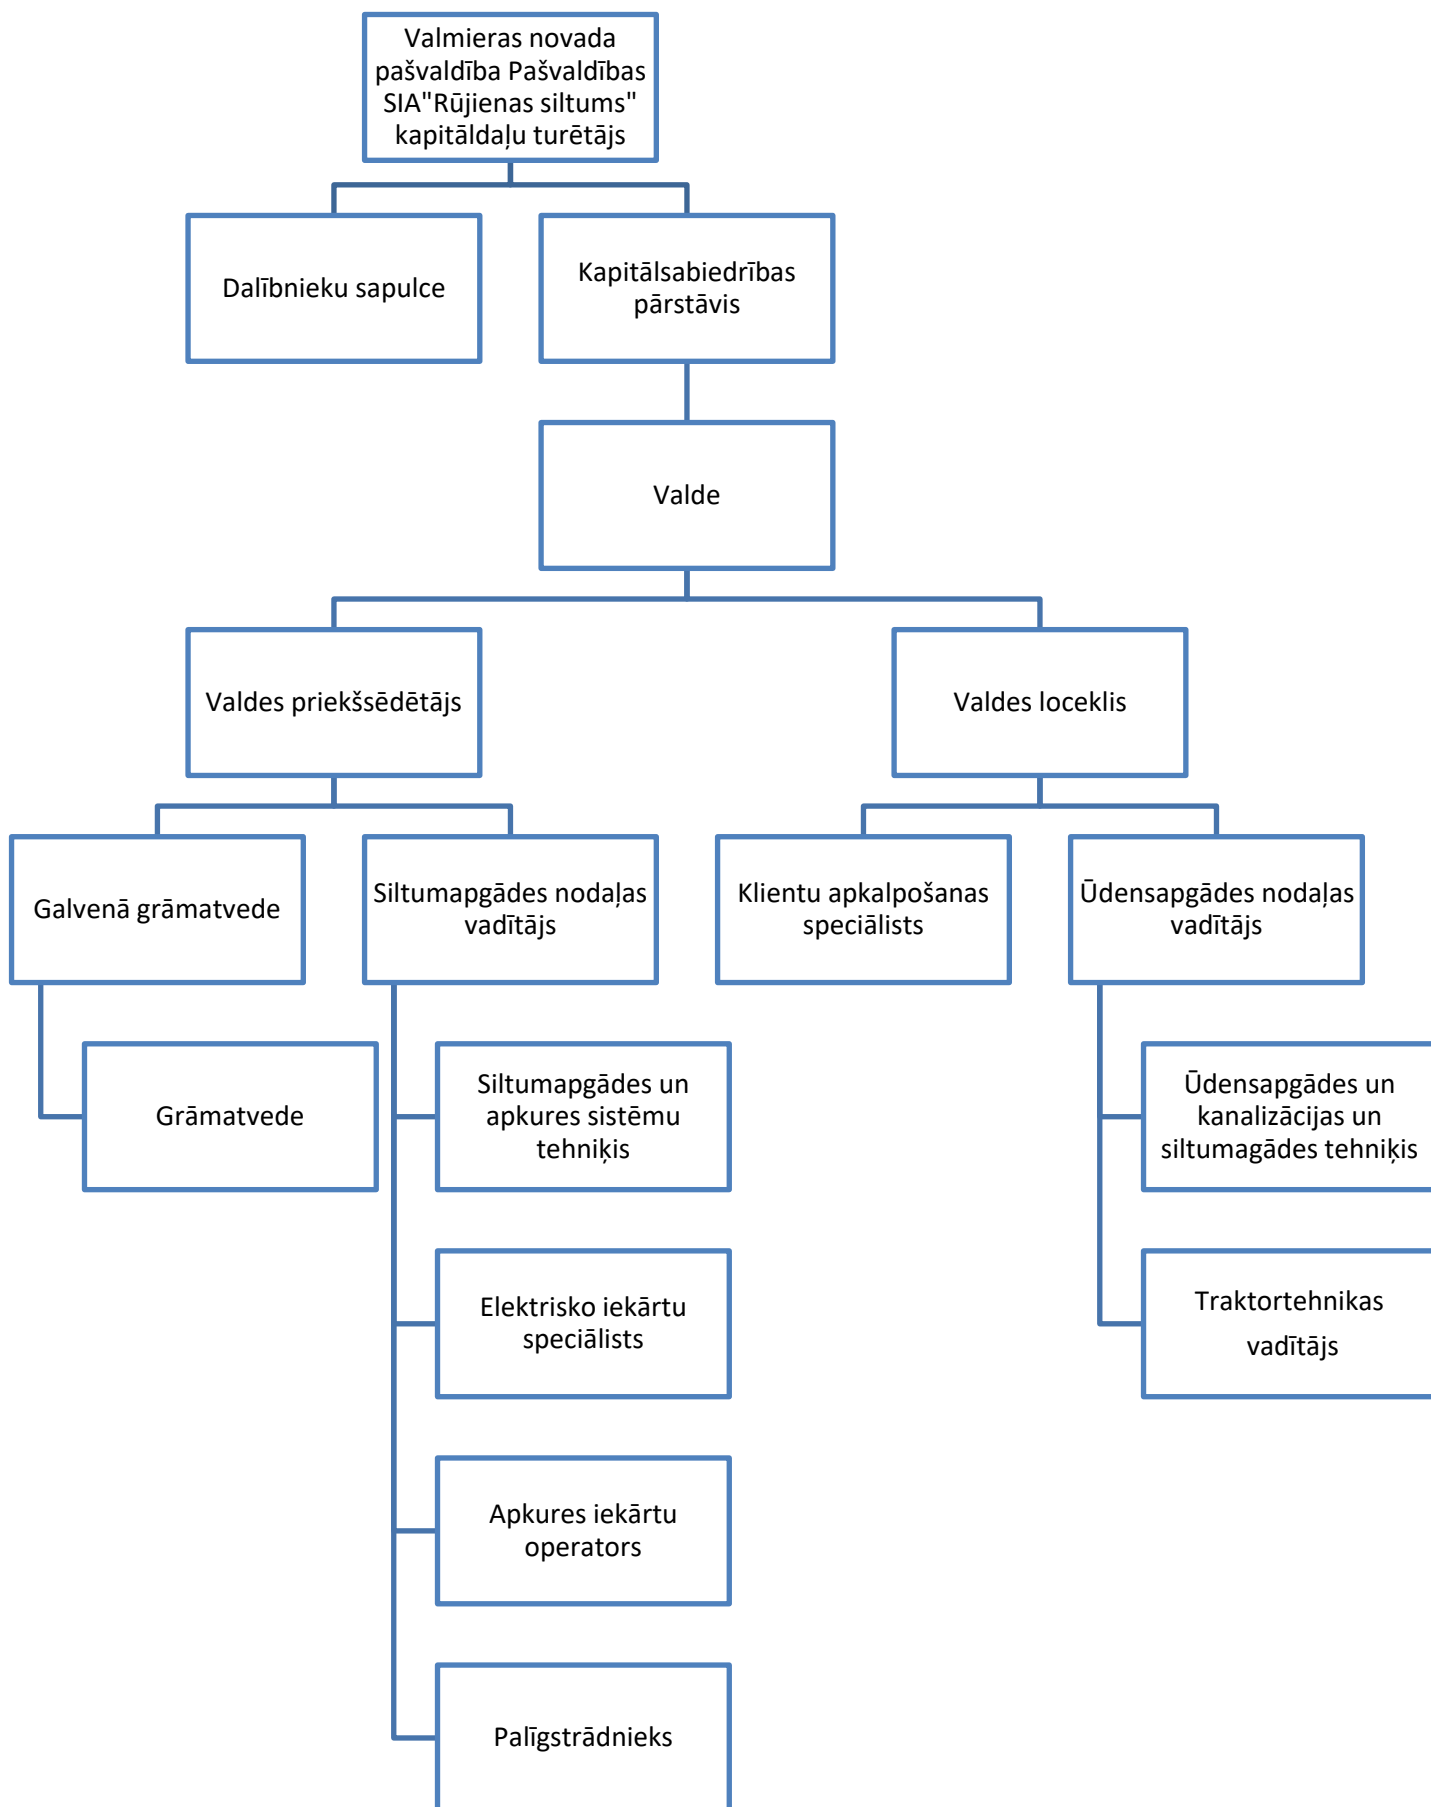 Valmieras novada
pašvaldība Pašvaldības
SIA"Rūjienas siltums"
kapitāldaļu turētājs
Dalībnieku sapulce
Kapitālsabiedrības
pārstāvis
Valde
Valdes priekšsēdētājs
Valdes loceklis
Galvenā grāmatvede
Siltumapgādes nodaļas
vadītājs
Klientu apkalpošanas
speciālists
Ūdensapgādes nodaļas
vadītājs
Grāmatvede
Siltumapgādes un
apkures sistēmu
tehniķis
Ūdensapgādes un
kanalizācijas un
siltumagādes tehniķis
Elektrisko iekārtu
speciālists
Traktortehnikas
vadītājs
Apkures iekārtu
operators
Palīgstrādnieks